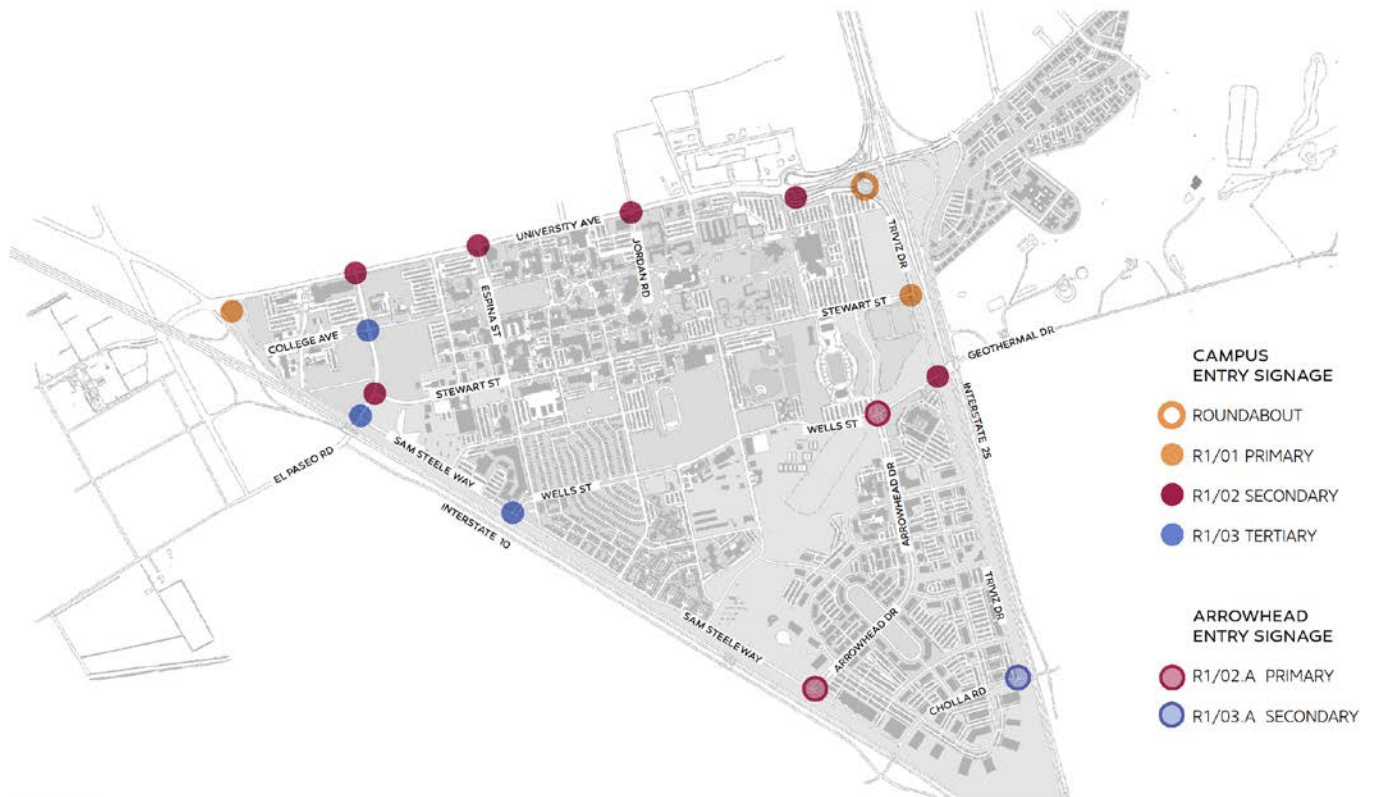 UNIVERSITY AVE
JORDAN RD
TRIVIZ DR
ESPINA ST
COLLEGE AVE
STEWART ST
GEOTHERMAL DR
STEWART ST
WELLS ST
INTERSTATE 25
EL PASEO RD
SAM STEELE WAY
WELLS ST
INTERSTATE 10
ARROWHEAD DR
TRIVIZ DR
SAM STEELEWAY
ARROWHEAD DR
CHOLLA RD
CAMPUS
ENTRY SIGNAGE
ROUNDABOUT
R1/01 PRIMARY
R1/02 SECONDARY
R1/03 TERTIARY
ARROWHEAD
ENTRY SIGNAGE
R1/02.A PRIMARY
R1/03.A SECONDARY